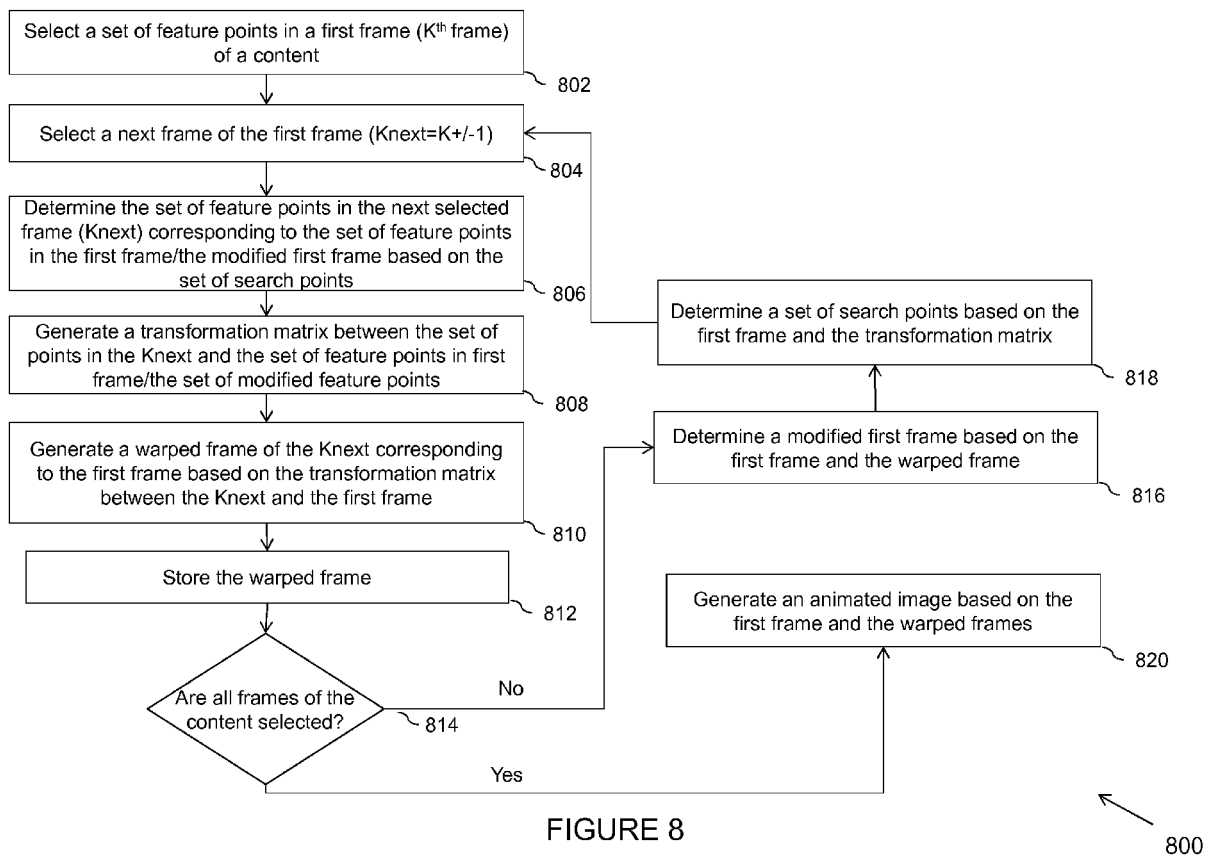 Select a set of feature points in a first frame (Kth frame)
of a content
802
Select a next frame of the first frame (Knext=K+/-1)
804
Determine the set of feature points in the next selected
frame (Knext) corresponding to the set of feature points
in the first frame/the modified first frame based on the
set of search points
806
Generate a transformation matrix between the set of
points in the Knext and the set of feature points in first
frame/the set of modified feature points
808
Generate a warped frame of the Knext corresponding
to the first frame based on the transformation matrix
between the Knext and the first frame
810
Store the warped frame
812
Are all frames of the
content selected?
814
No
Yes
Determine a set of search points based on the
first frame and the transformation matrix
818
Determine a modified first frame based on the
first frame and the warped frame
816
Generate an animated image based on the
first frame and the warped frames
820
FIGURE 8
800